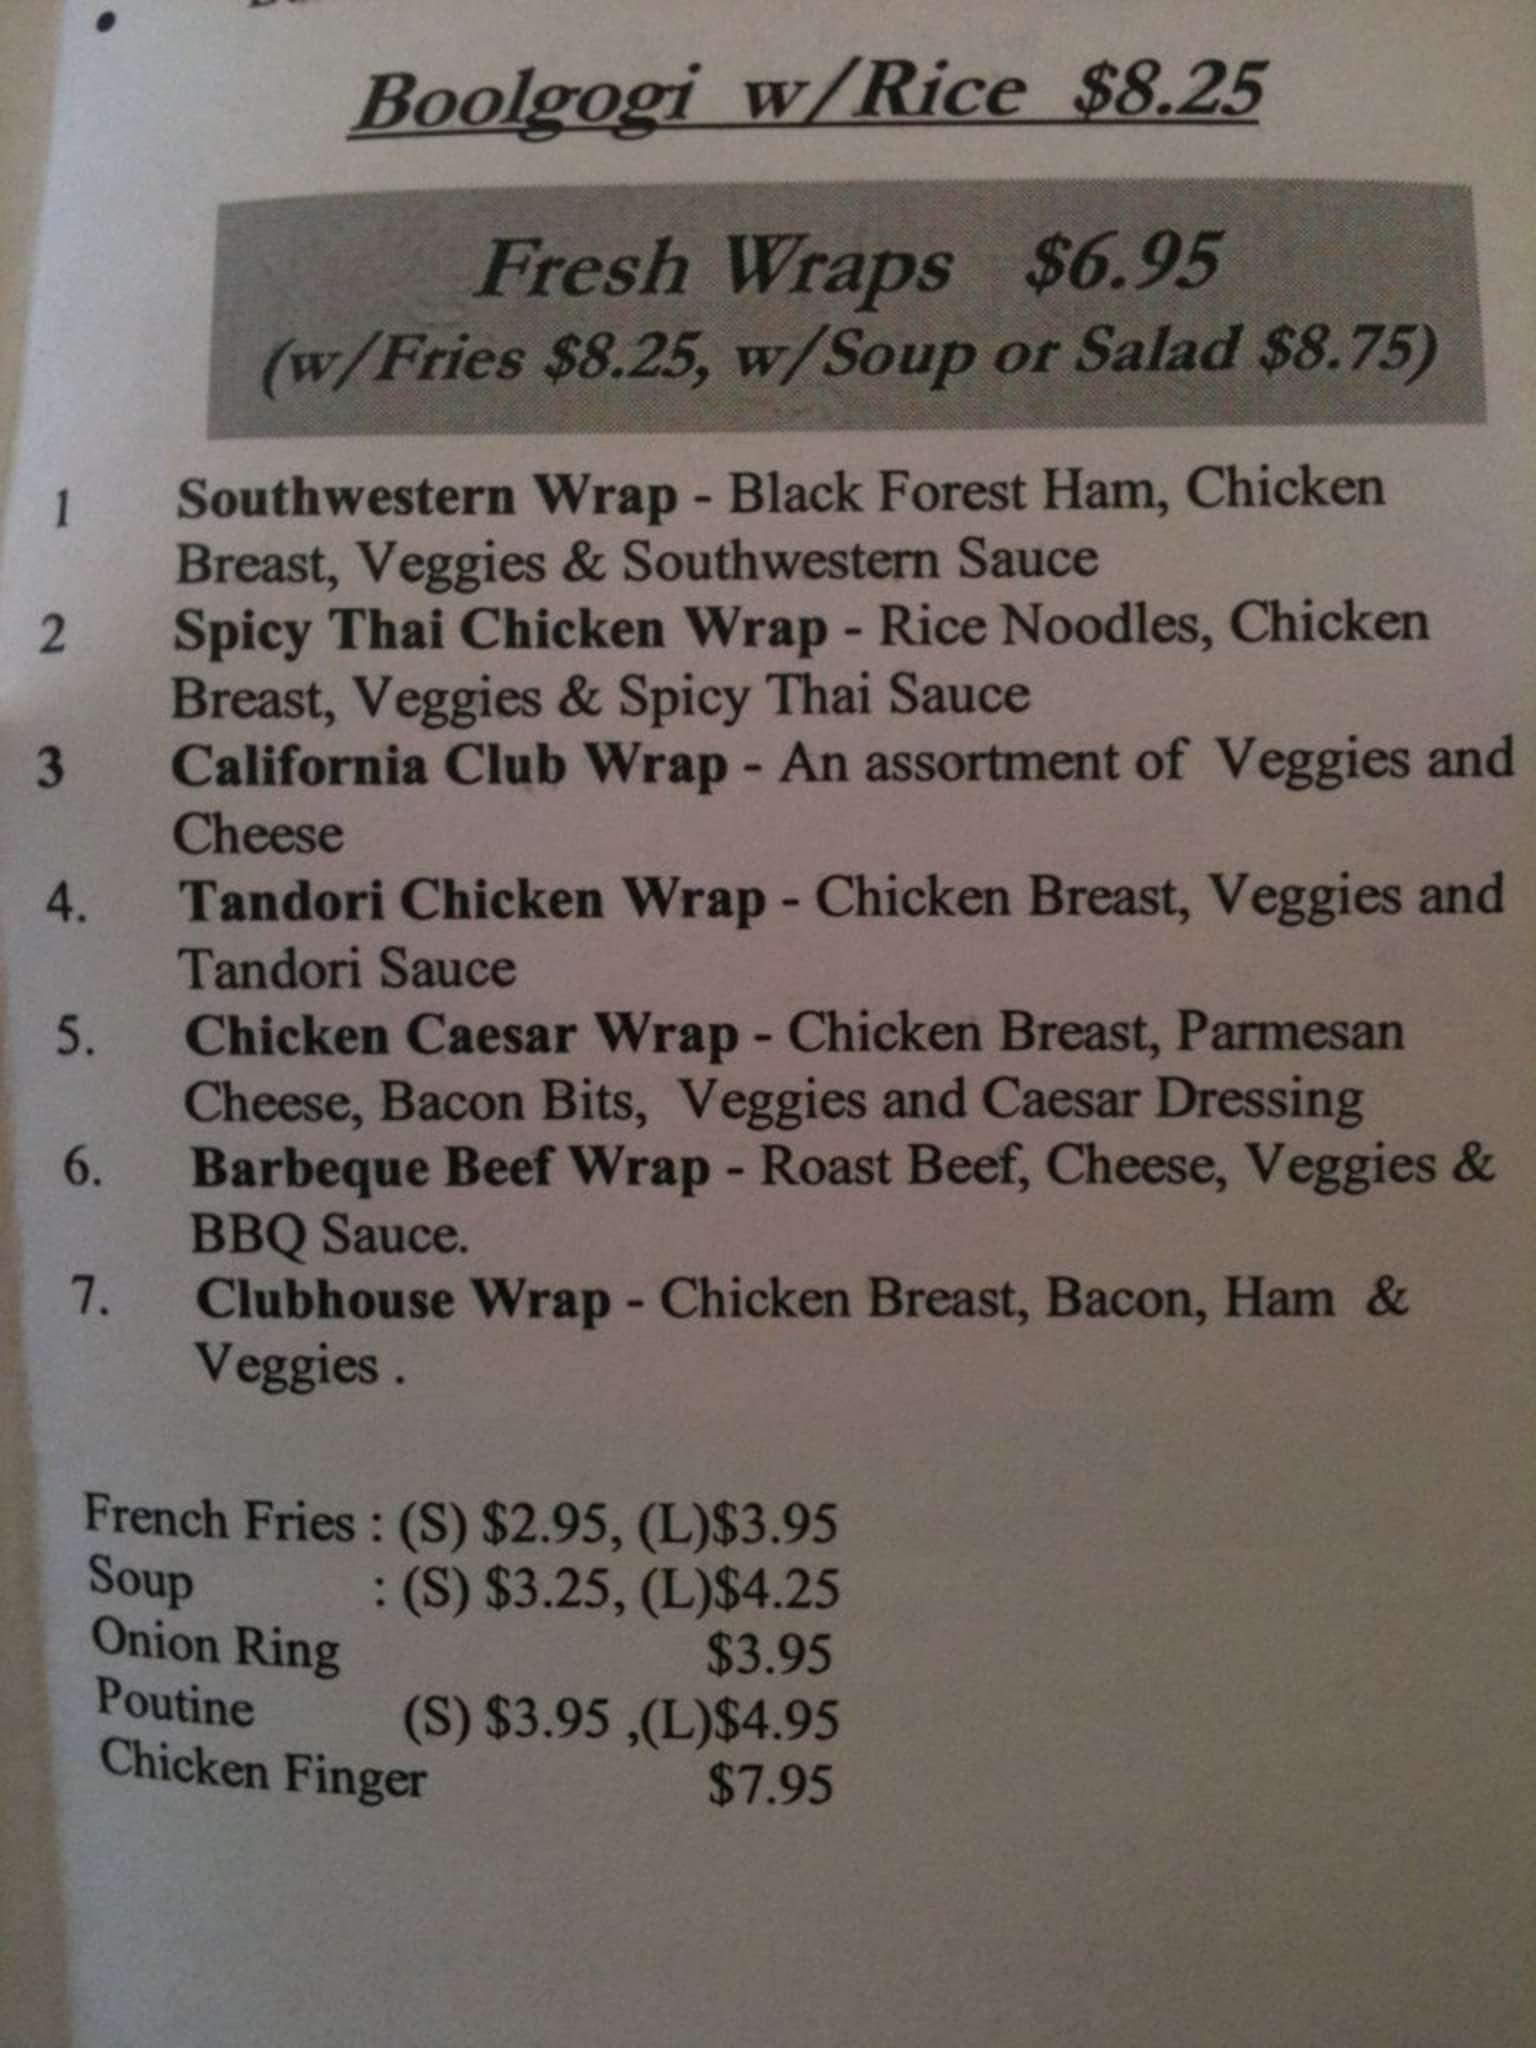 •
Boolgogi w/Rice $8.25
Fresh Wraps $6.95
(w/Fries $8.25, w/Soup or Salad $8.75)
1 Southwestern Wrap - Black Forest Ham, Chicken
Breast, Veggies & Southwestern Sauce
2 Spicy Thai Chicken Wrap - Rice Noodles, Chicken
Breast, Veggies & Spicy Thai Sauce
3 California Club Wrap - An assortment of Veggies and
Cheese
4. Tandori Chicken Wrap - Chicken Breast, Veggies and
Tandori Sauce
5. Chicken Caesar Wrap - Chicken Breast, Parmesan
Cheese, Bacon Bits, Veggies and Caesar Dressing
6. Barbeque Beef Wrap - Roast Beef, Cheese, Veggies &
BBQ Sauce.
7. Clubhouse Wrap - Chicken Breast, Bacon, Ham &
Veggies .
French Fries : (S) $2.95, (L)$3.95
Soup : (S) $3.25, (L)$4.25
Onion Ring $3.95
Poutine (S) $3.95 ,(L)$4.95
Chicken Finger $7.95